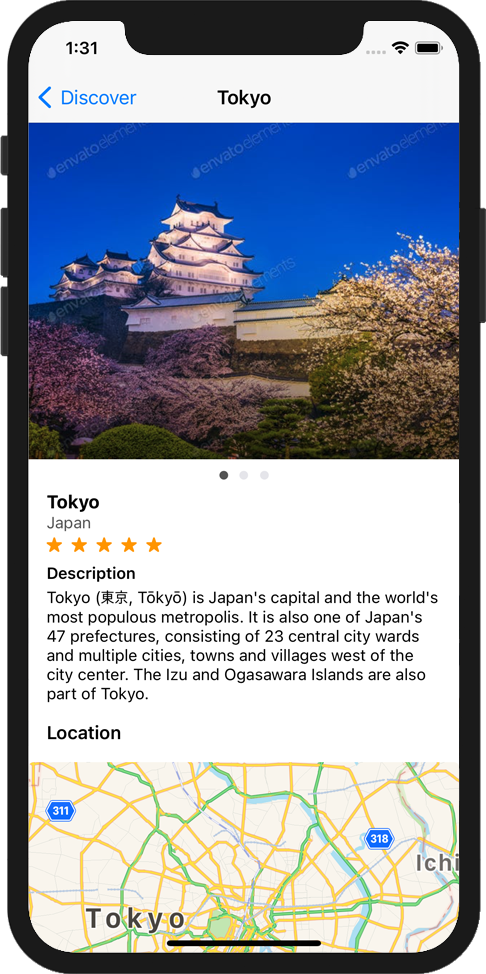 1:31
Discover
Tokyo
envatoelements
envatoelements
envatoelements
Tokyo
Japan
Description
Tokyo (東京, Tōkyō) is Japan's capital and the world's
most populous metropolis. It is also one of Japan's
47 prefectures, consisting of 23 central city wards
and multiple cities, towns and villages west of the
city center. The Izu and Ogasawara Islands are also
part of Tokyo.
Location
311
318
Ichi
Tokyo